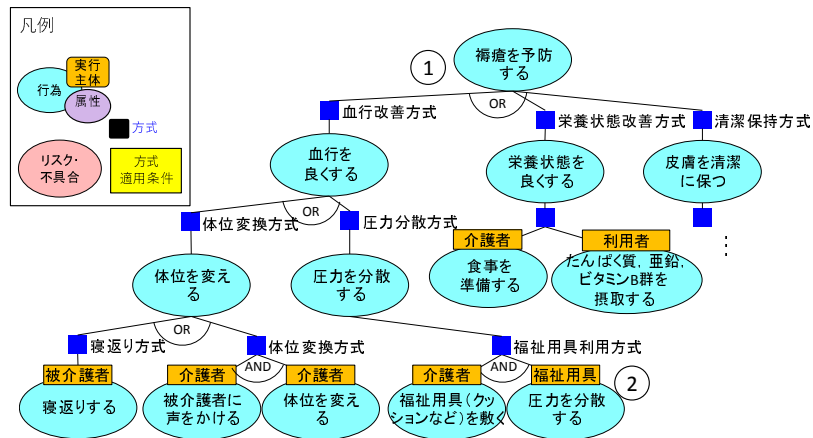 凡例
実行
主体
行為
属性
方式
リスク・
不具合
方式
適用条件
1
褥瘡を予防
する
OR
血行改善方式
栄養状態改善方式
清潔保持方式
血行を
良くする
栄養状態を
良くする
皮膚を清潔
に保つ
OR
体位変換方式
圧力分散方式
介護者
利用者
体位を変え
る
圧力を分散
する
食事を
準備する
たんぱく質，亜鉛，
ビタミンB群を
摂取する
⋮
OR
寝返り方式
体位変換方式
福祉用具利用方式
AND
AND
被介護者
介護者
介護者
介護者
福祉用具
2
寝返りする
被介護者に
声をかける
体位を変
える
福祉用具（クッ
ションなど）を敷く
圧力を分散
する